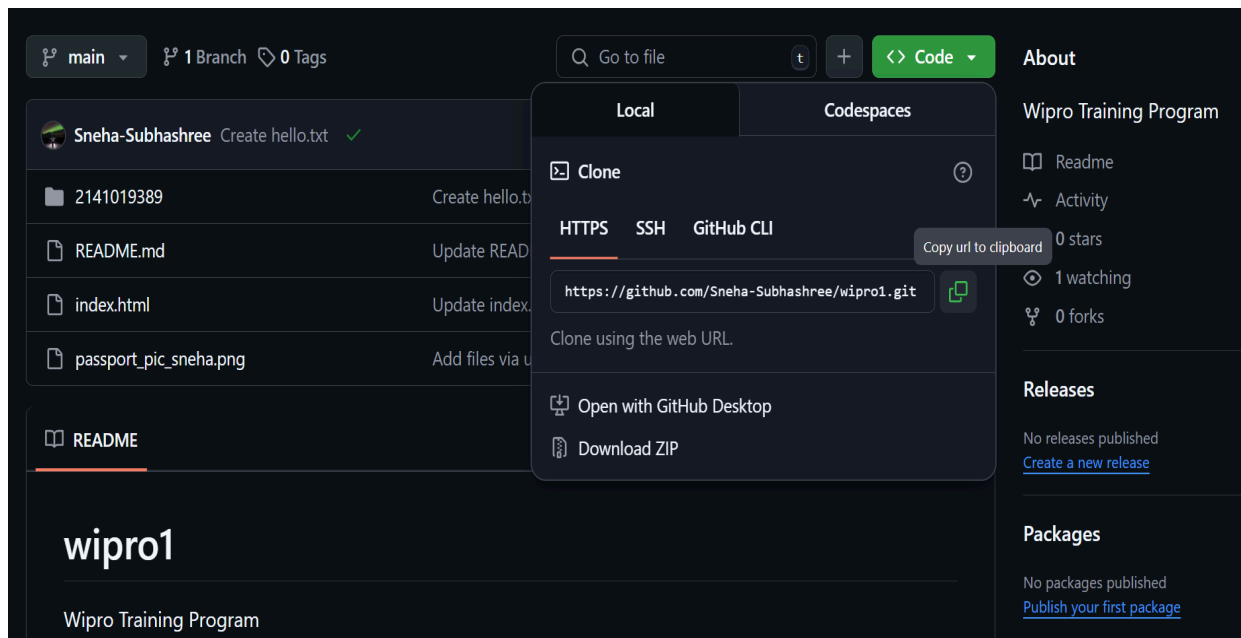 main
1 Branch
0 Tags
Go to file
t
Code
Sneha-Subhashree Create hello.txt
2141019389 Create hello.t
README.md Update READ
index.html Update index.
passport_pic_sneha.png Add files via u
Local
Codespaces
Clone
HTTPS SSH GitHub CLI
Copy url to clipboard
https://github.com/Sneha-Subhashree/wipro1.git
Clone using the web URL.
Open with GitHub Desktop
Download ZIP
README
wipro1
Wipro Training Program
About
Wipro Training Program
Readme
Activity
0 stars
1 watching
0 forks
Releases
No releases published
Create a new release
Packages
No packages published
Publish your first package